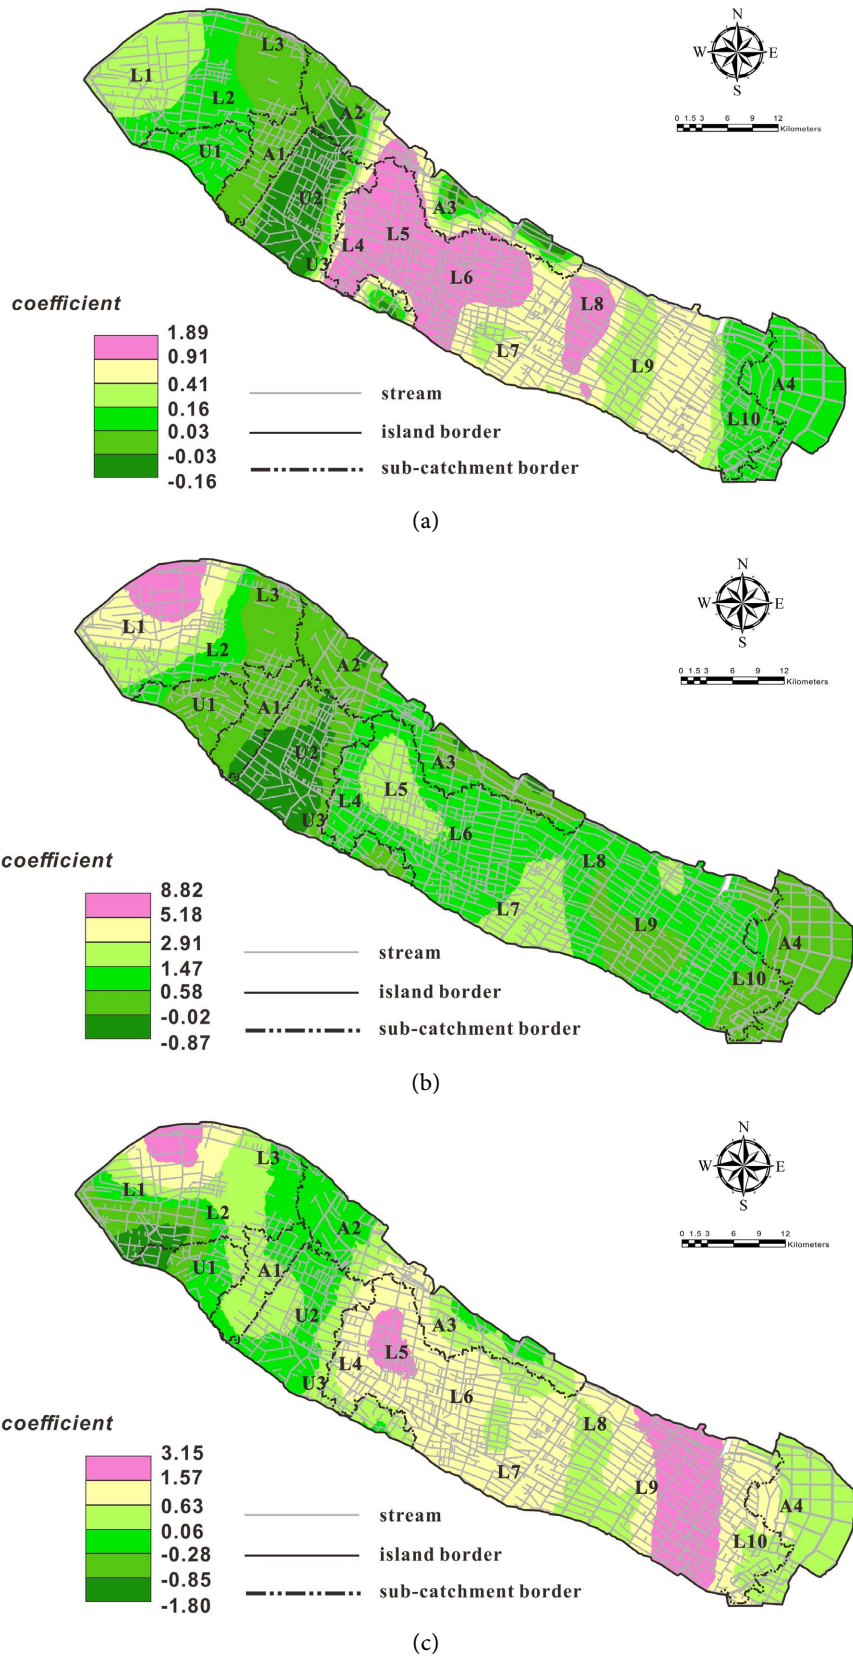 N
W E
S
0 1.5 3 6 9 12
Kilometers
L1
L3
L2
A2
U1
A1
U2
A3
L5
L4
L6
U3
L8
L7
L9
A4
L10
coefficient
1.89
0.91
0.41
0.16
0.03
-0.03
-0.16
stream
island border
sub-catchment border
(a)
N
W E
S
0 1.5 3 6 9 12
Kilometers
L3
L1
L2
A2
U1
A1
U2
A3
L5
L4
U3
L6
L8
L7
L9
A4
L10
coefficient
8.82
5.18
2.91
1.47
0.58
-0.02
-0.87
stream
island border
sub-catchment border
(b)
N
W E
S
0 1.5 3 6 9 12
Kilometers
L3
L1
L2
A2
U1
A1
U2
A3
L5
L4
U3
L6
L8
L7
L9
A4
L10
coefficient
3.15
1.57
0.63
0.06
-0.28
-0.85
-1.80
stream
island border
sub-catchment border
(c)